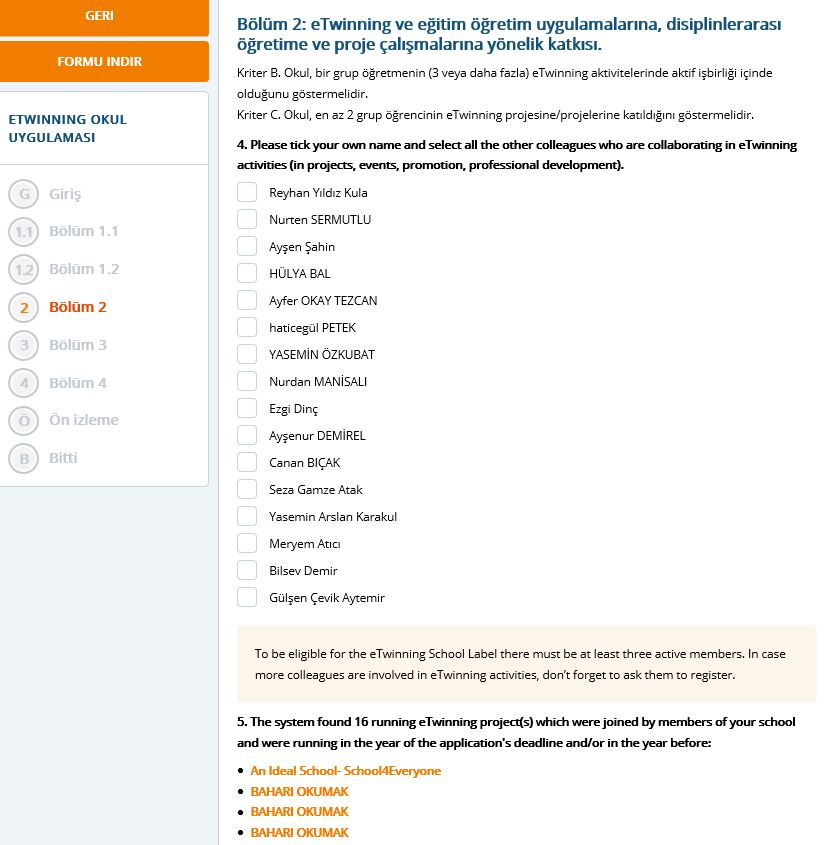 GERI
FORMU INDIR
ETWINNING OKUL
UYGULAMASI
G Giriş
1.1 Bölüm 1.1
1.2 Bölüm 1.2
2 Bölüm 2
3 Bölüm 3
4 Bölüm 4
Ö Ön izleme
B Bitti
Bölüm 2: eTwinning ve eğitim öğretim uygulamalarına, disiplinlerarası
öğretime ve proje çalışmalarına yönelik katkısı.
Kriter B. Okul, bir grup öğretmenin (3 veya daha fazla) eTwinning aktivitelerinde aktif işbirliği içinde
olduğunu göstermelidir.
Kriter C. Okul, en az 2 grup öğrencinin eTwinning projesine/projelerine katıldığını göstermelidir.
4. Please tick your own name and select all the other colleagues who are collaborating in eTwinning
activities (in projects, events, promotion, professional development).
Reyhan Yıldız Kula
Nurten SERMUTLU
Ayşen Şahin
HÜLYA BAL
Ayfer OKAY TEZCAN
haticegül PETEK
YASEMİN ÖZKUBAT
Nurdan MANİSALI
Ezgi Dinç
Ayşenur DEMİREL
Canan BIÇAK
Seza Gamze Atak
Yasemin Arslan Karakul
Meryem Atıcı
Bilsev Demir
Gülşen Çevik Aytemir
To be eligible for the eTwinning School Label there must be at least three active members. In case
more colleagues are involved in eTwinning activities, don’t forget to ask them to register.
5. The system found 16 running eTwinning project(s) which were joined by members of your school
and were running in the year of the application's deadline and/or in the year before:
• An Ideal School- School4Everyone
• BAHARI OKUMAK
• BAHARI OKUMAK
• BAHARI OKUMAK